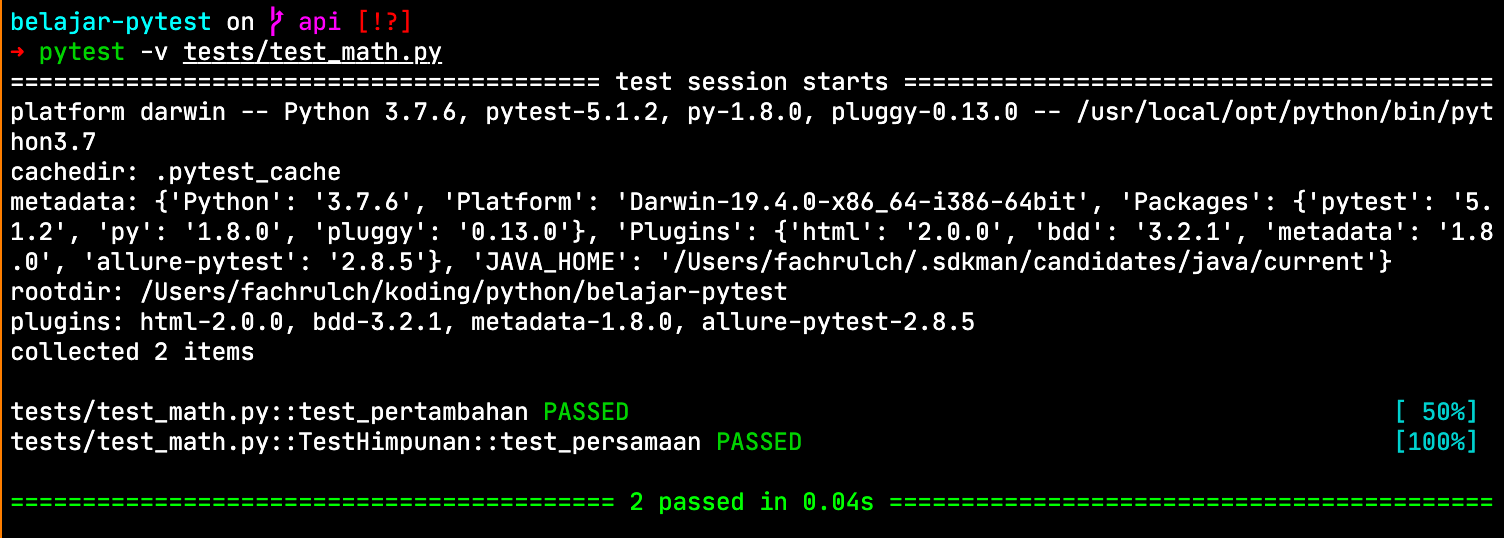 belajar-pytest on api [!?]
➜ pytest -v tests/test_math.py
========================================= test session starts =========================================
platform darwin -- Python 3.7.6, pytest-5.1.2, py-1.8.0, pluggy-0.13.0 -- /usr/local/opt/python/bin/pyt
hon3.7
cachedir: .pytest_cache
metadata: {'Python': '3.7.6', 'Platform': 'Darwin-19.4.0-x86_64-i386-64bit', 'Packages': {'pytest': '5.
1.2', 'py': '1.8.0', 'pluggy': '0.13.0'}, 'Plugins': {'html': '2.0.0', 'bdd': '3.2.1', 'metadata': '1.8
.0', 'allure-pytest': '2.8.5'}, 'JAVA_HOME': '/Users/fachrulch/.sdkman/candidates/java/current'}
rootdir: /Users/fachrulch/koding/python/belajar-pytest
plugins: html-2.0.0, bdd-3.2.1, metadata-1.8.0, allure-pytest-2.8.5
collected 2 items
tests/test_math.py::test_pertambahan PASSED [ 50%]
tests/test_math.py::TestHimpunan::test_persamaan PASSED [100%]
========================================== 2 passed in 0.04s ==========================================